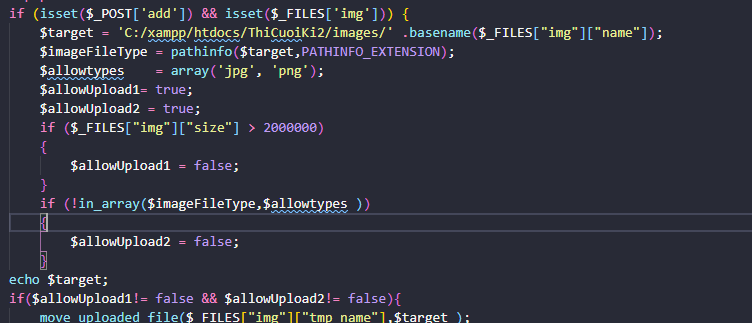 if (isset($_POST['add']) && isset($_FILES['img'])) {
$target = 'C:/xampp/htdocs/ThiCuoiKi2/images/' .basename($_FILES["img"]["name"]);
$imageFileType = pathinfo($target,PATHINFO_EXTENSION);
$allowtypes    = array('jpg', 'png');
$allowUpload1= true;
$allowUpload2 = true;
if ($_FILES["img"]["size"] > 2000000)
{
$allowUpload1 = false;
}
if (!in_array($imageFileType,$allowtypes ))
{
$allowUpload2 = false;
}
echo $target;
if($allowUpload1!= false && $allowUpload2!= false){
move_uploaded_file($_FILES["img"]["tmp_name"],$target );